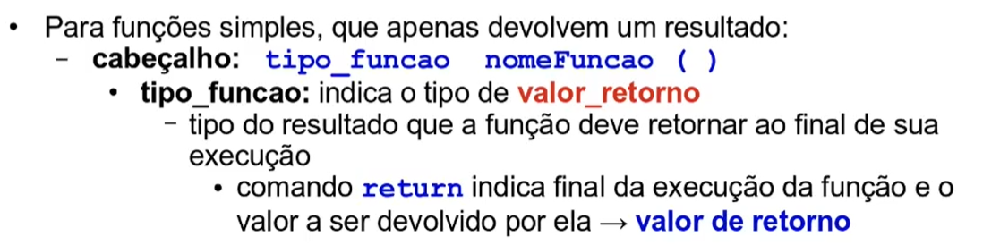 • Para funções simples, que apenas devolvem um resultado:
– cabeçalho: tipo_funcao nomeFuncao ( )
• tipo_funcao: indica o tipo de valor_retorno
– tipo do resultado que a função deve retornar ao final de sua
execução
• comando return indica final da execução da função e o
valor a ser devolvido por ela → valor de retorno